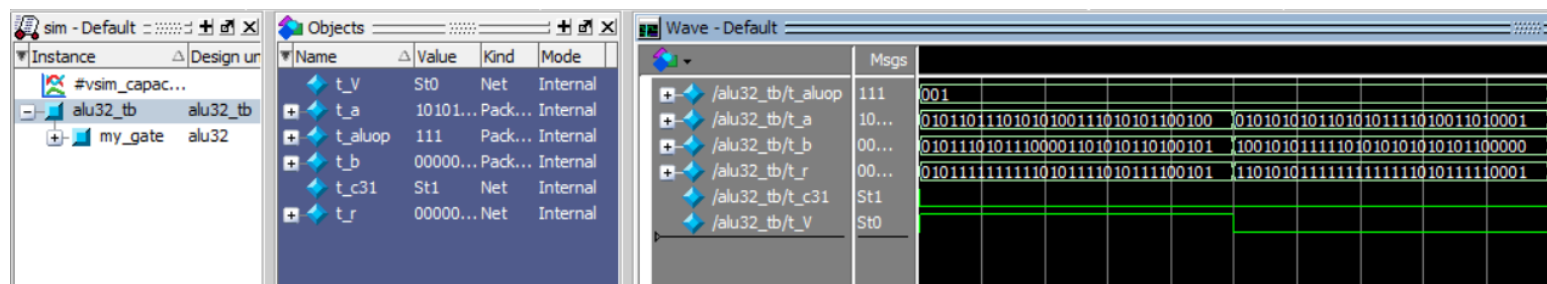 sim - Default
Instance Design un
#vsim_capac...
alu32_tb alu32_tb
my_gate alu32
Objects
Name Value Kind Mode
t_V St0 Net Internal
t_a 10101... Pack... Internal
t_aluop 111 Pack... Internal
t_b 00000... Pack... Internal
t_c31 St1 Net Internal
t_r 00000... Net Internal
Wave - Default
Msgs
/alu32_tb/t_aluop 111 001
/alu32_tb/t_a 10... 01011011101010100111010101100100 01010101011010101111010011010001
/alu32_tb/t_b 00... 01011101011100001101010110100101 10010101111101010101010101100000
/alu32_tb/t_r 00... 01011111111110101111010111100101 11010101111111111111010111110001
/alu32_tb/t_c31 St1
/alu32_tb/t_V St0